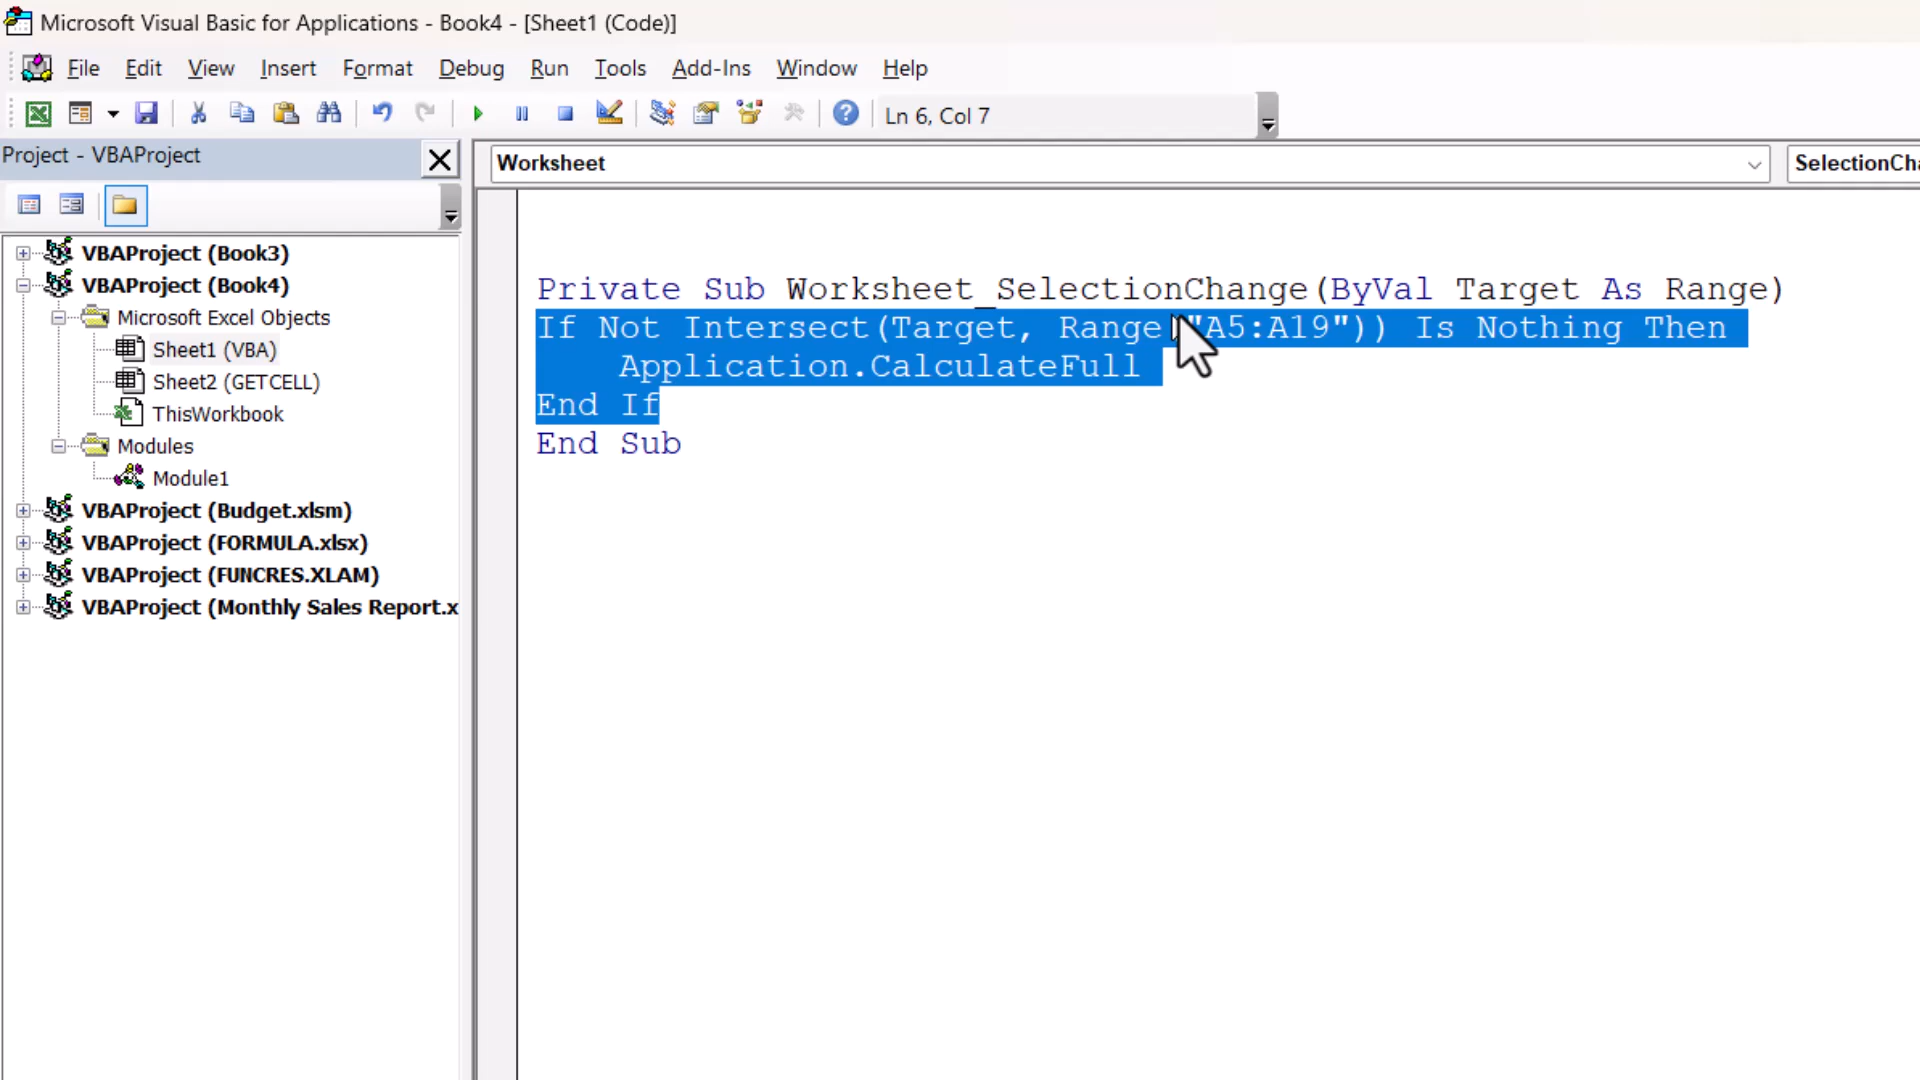 Microsoft Visual Basic for Applications - Book4 - [Sheet1 (Code)]
File Edit View Insert Format Debug Run Tools Add-Ins Window Help
Ln 6, Col 7
Project - VBAProject
Worksheet
VBAProject (Book3)
VBAProject (Book4)
Microsoft Excel Objects
Sheet1 (VBA)
Sheet2 (GETCELL)
ThisWorkbook
Modules
Module1
VBAProject (Budget.xlsm)
VBAProject (FORMULA.xlsx)
VBAProject (FUNCRES.XLAM)
VBAProject (Monthly Sales Report.x
SelectionCha
Private Sub Worksheet_SelectionChange(ByVal Target As Range)
If Not Intersect(Target, Range("A5:A19")) Is Nothing Then
Application.CalculateFull
End If
End Sub